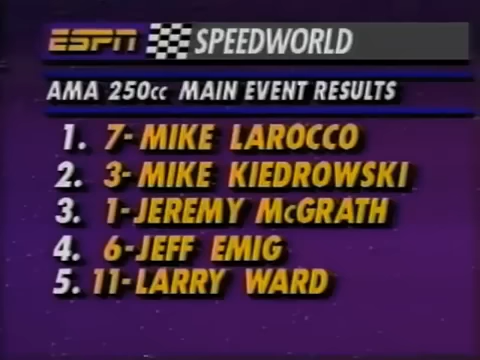 ESPN SPEEDWORLD
AMA 250cc MAIN EVENT RESULTS
1. 7-MIKE LAROCCO
2. 3-MIKE KIEDROWSKI
3. 1-JEREMY McGRATH
4. 6-JEFF EMIG
5. 11-LARRY WARD